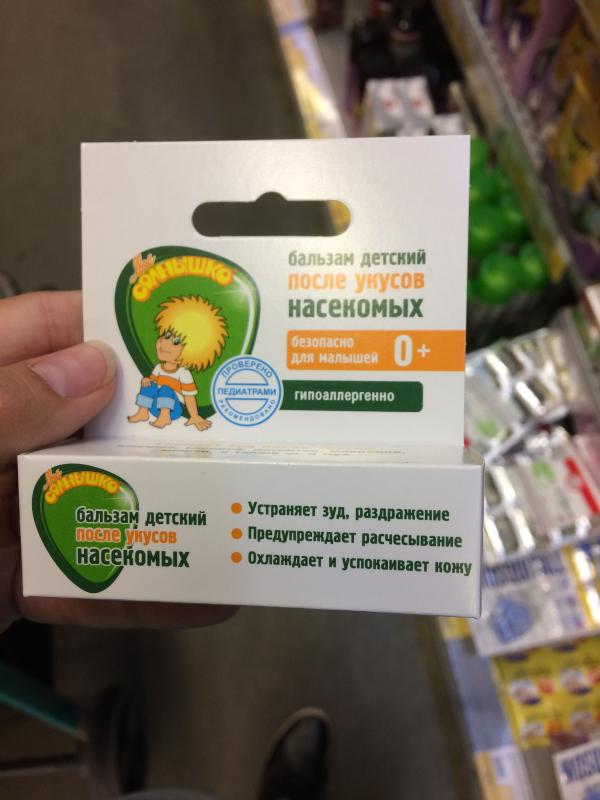 Моё
СОЛНЫШКО
бальзам детский
после укусов
насекомых
безопасно
для малышей
0+
ПРОВЕРЕНО
ПЕДИАТРАМИ
РЕКОМЕНДОВАНО
гипоаллергенно
Моё
СОЛНЫШКО
бальзам детский
после укусов
насекомых
Устраняет зуд, раздражение
Предупреждает расчесывание
Охлаждает и успокаивает кожу